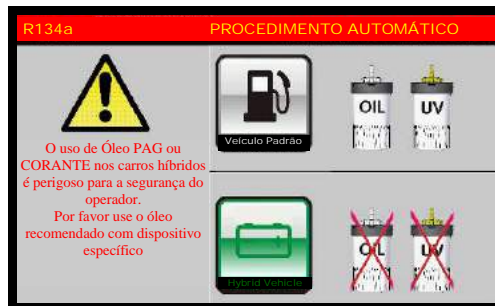 R134a PROCEDIMENTO AUTOMÁTICO
O uso de Óleo PAG ou
CORANTE nos carros híbridos
é perigoso para a segurança do
operador.
Por favor use o óleo
recomendado com dispositivo
específico
Veículo Padrão
OIL UV
Hybrid Vehicle
OIL UV